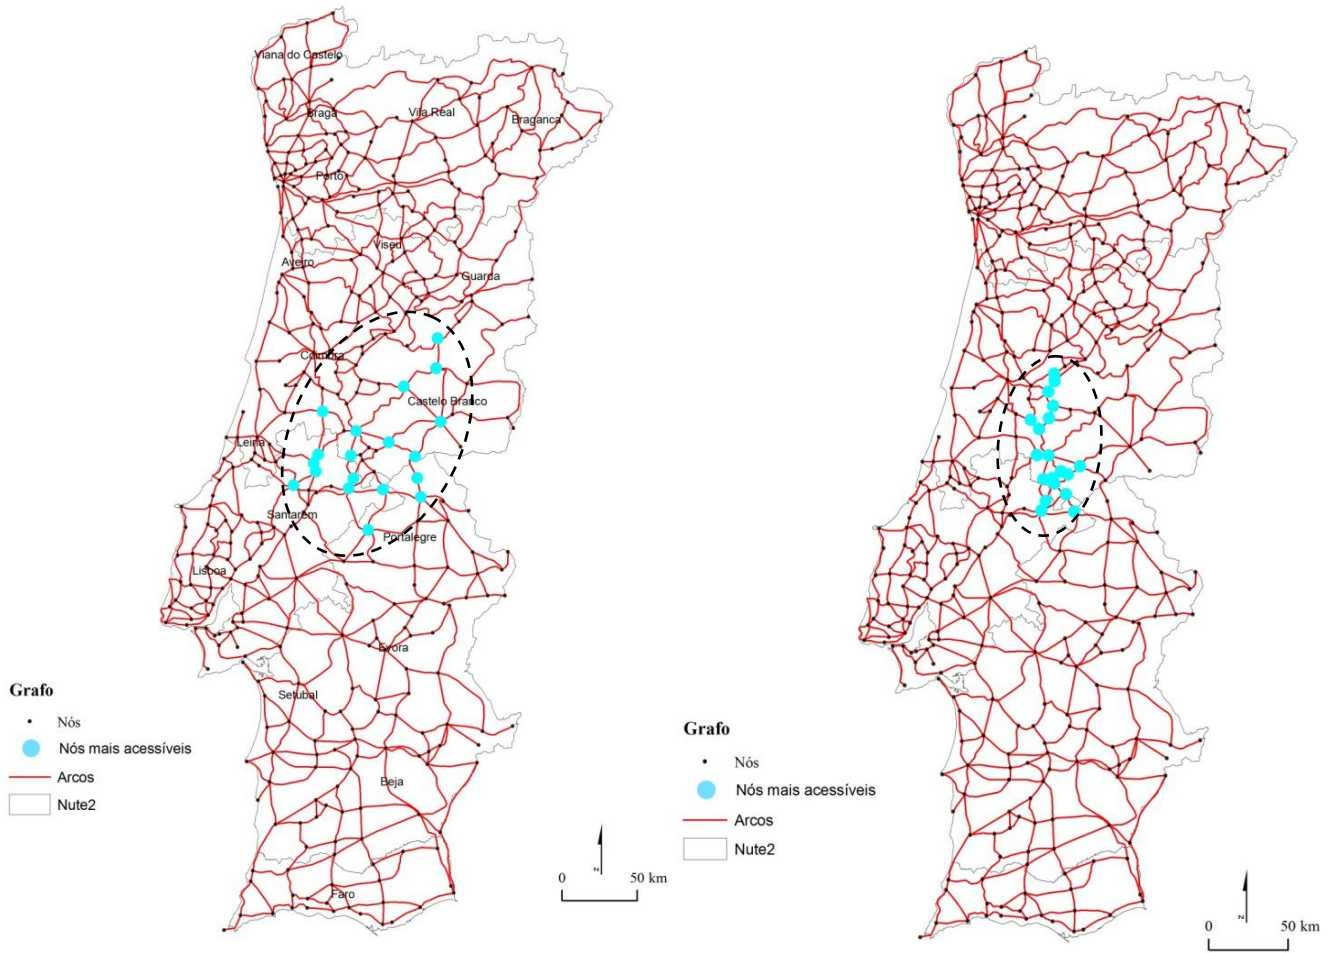 Viana do Castelo
Braga
Vila Real
Braganca
Porto
Viseu
Aveiro
Guarda
Coimbra
Castelo Branco
Leiria
Santarém
Portalegre
Lisboa
Evora
Setubal
Beja
Faro
Grafo
Nós
Nós mais acessíveis
Arcos
Nute2
N
0 50 km
Grafo
Nós
Nós mais acessíveis
Arcos
Nute2
N
0 50 km